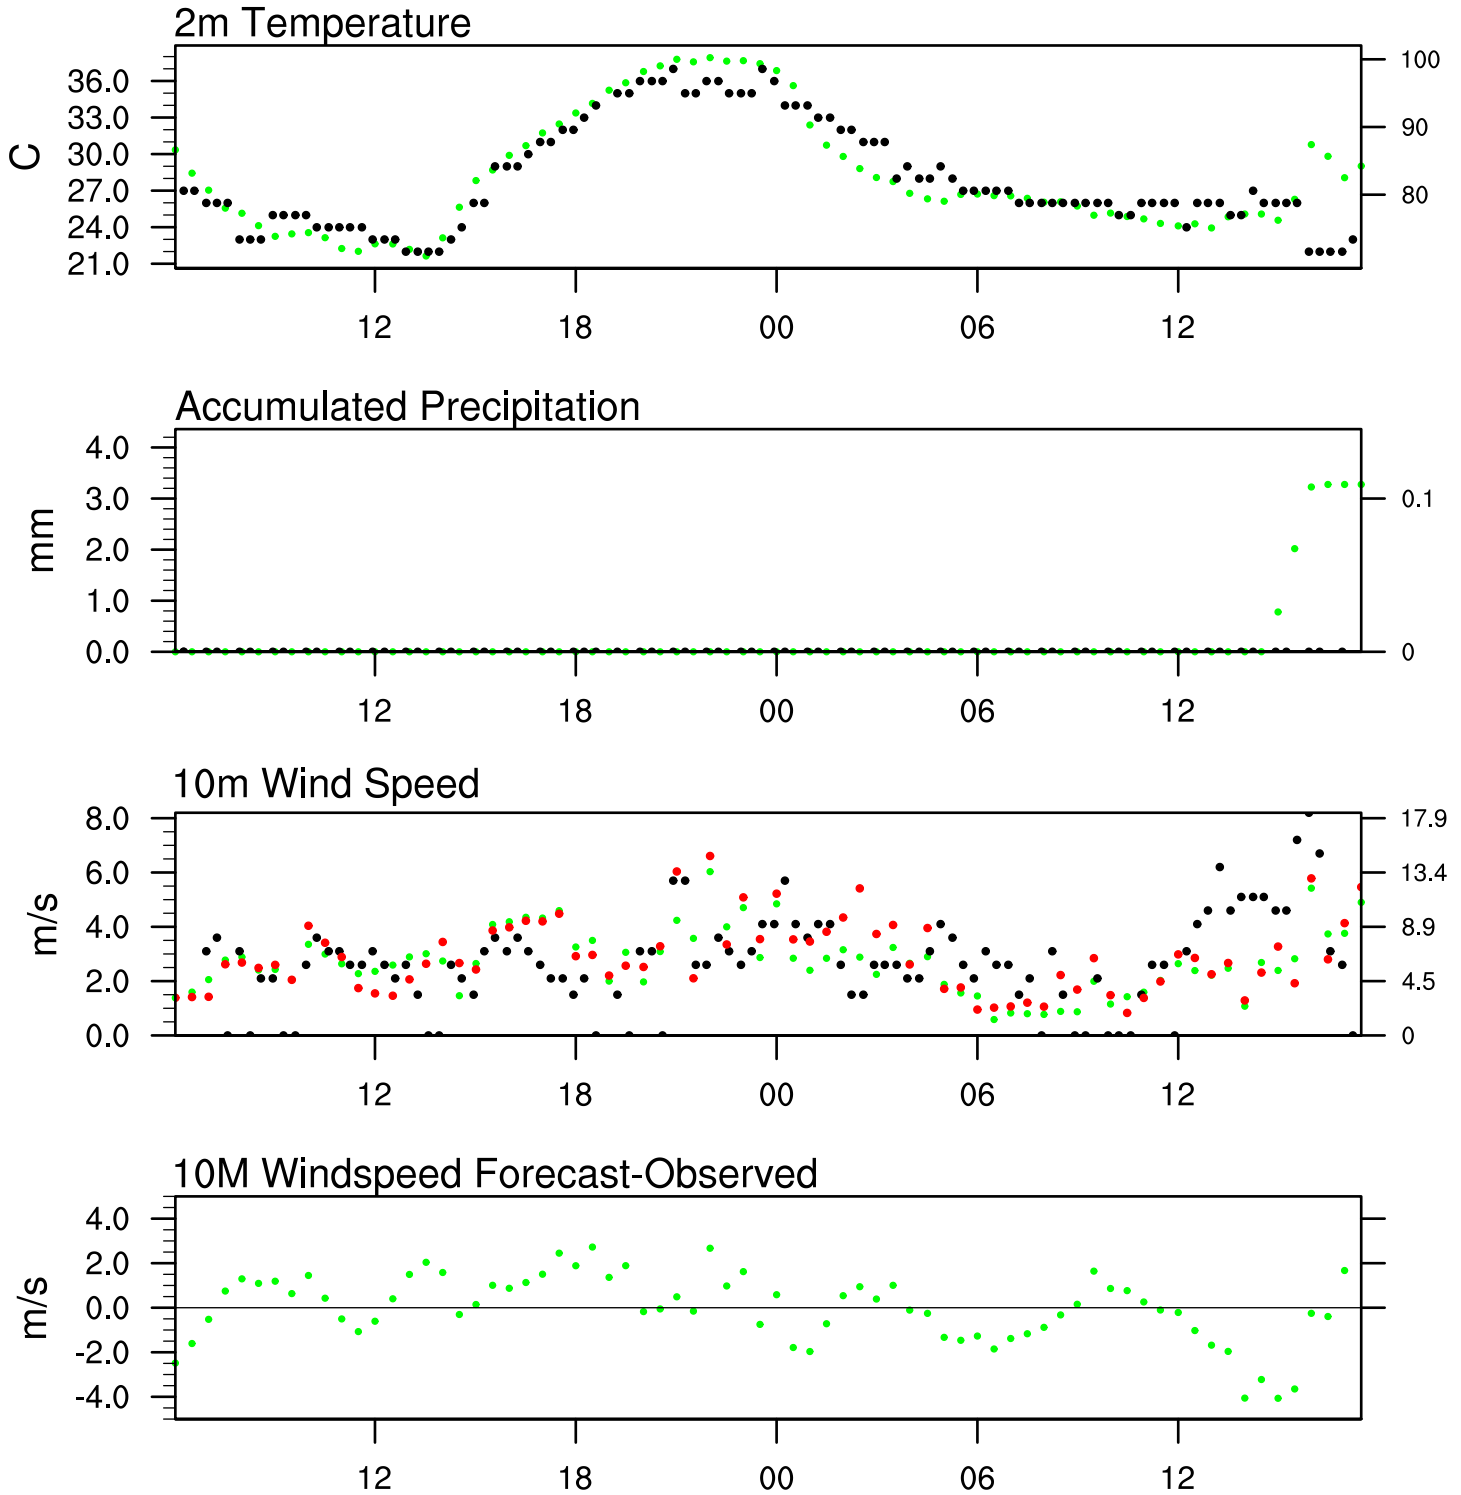 2m Temperature
36.0
33.0
30.0
27.0
24.0
21.0
C
100
90
80
12 18 00 06 12
Accumulated Precipitation
4.0
3.0
2.0
1.0
0.0
mm
0.1
0
12 18 00 06 12
10m Wind Speed
8.0
6.0
4.0
2.0
0.0
m/s
17.9
13.4
8.9
4.5
0
12 18 00 06 12
10M Windspeed Forecast-Observed
4.0
2.0
0.0
-2.0
-4.0
m/s
12 18 00 06 12